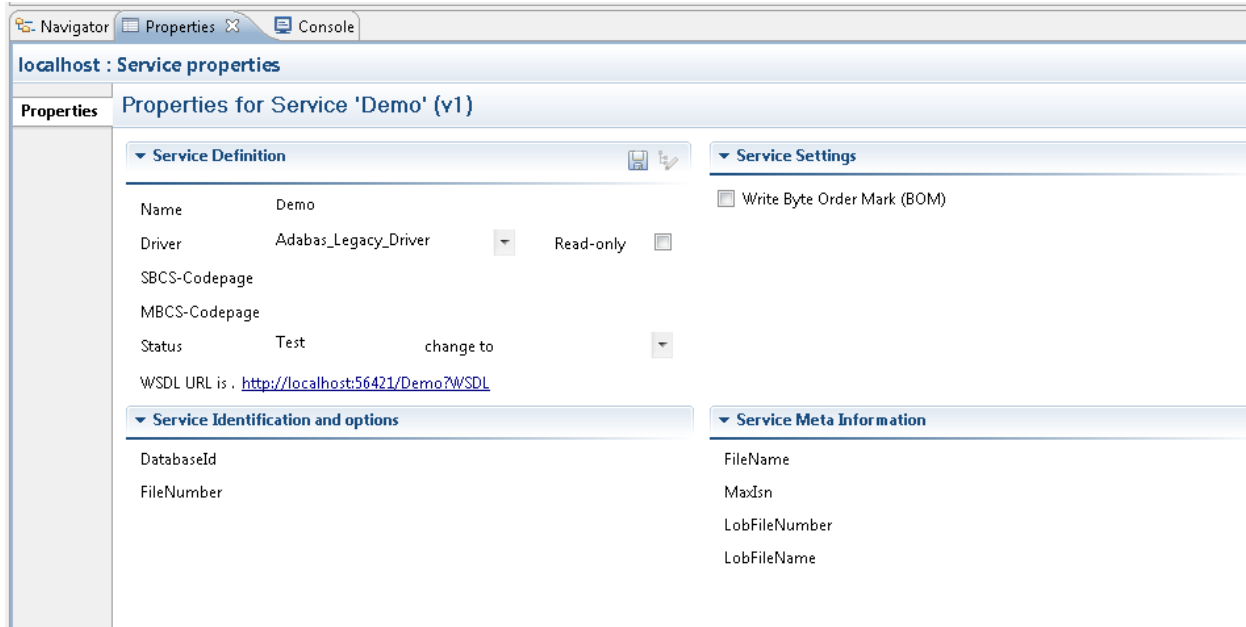 Navigator Properties Console
localhost : Service properties
Properties
Properties for Service 'Demo' (v1)
Service Definition
Name Demo
Driver Adabas_Legacy_Driver Read-only
SBCS-Codepage
MBCS-Codepage
Status Test change to
WSDL URL is . http://localhost:56421/Demo?WSDL
Service Settings
Write Byte Order Mark (BOM)
Service Identification and options
DatabaseId
FileNumber
Service Meta Information
FileName
MaxIsn
LobFileNumber
LobFileName